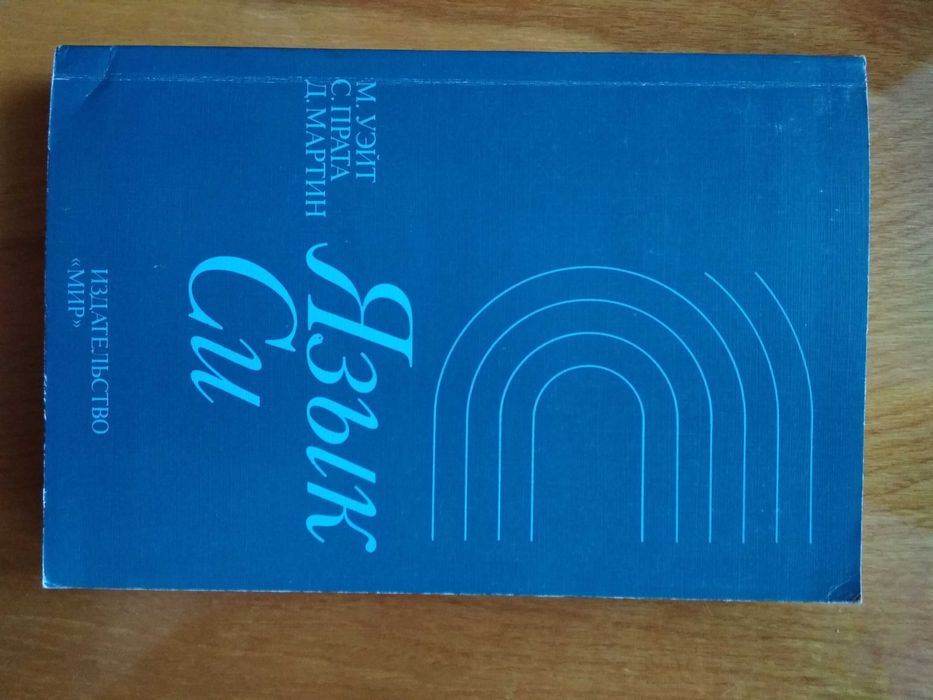 М. УЭЙТ
С. ПРАТА
Д. МАРТИН
Язык
Си
ИЗДАТЕЛЬСТВО
«МИР»